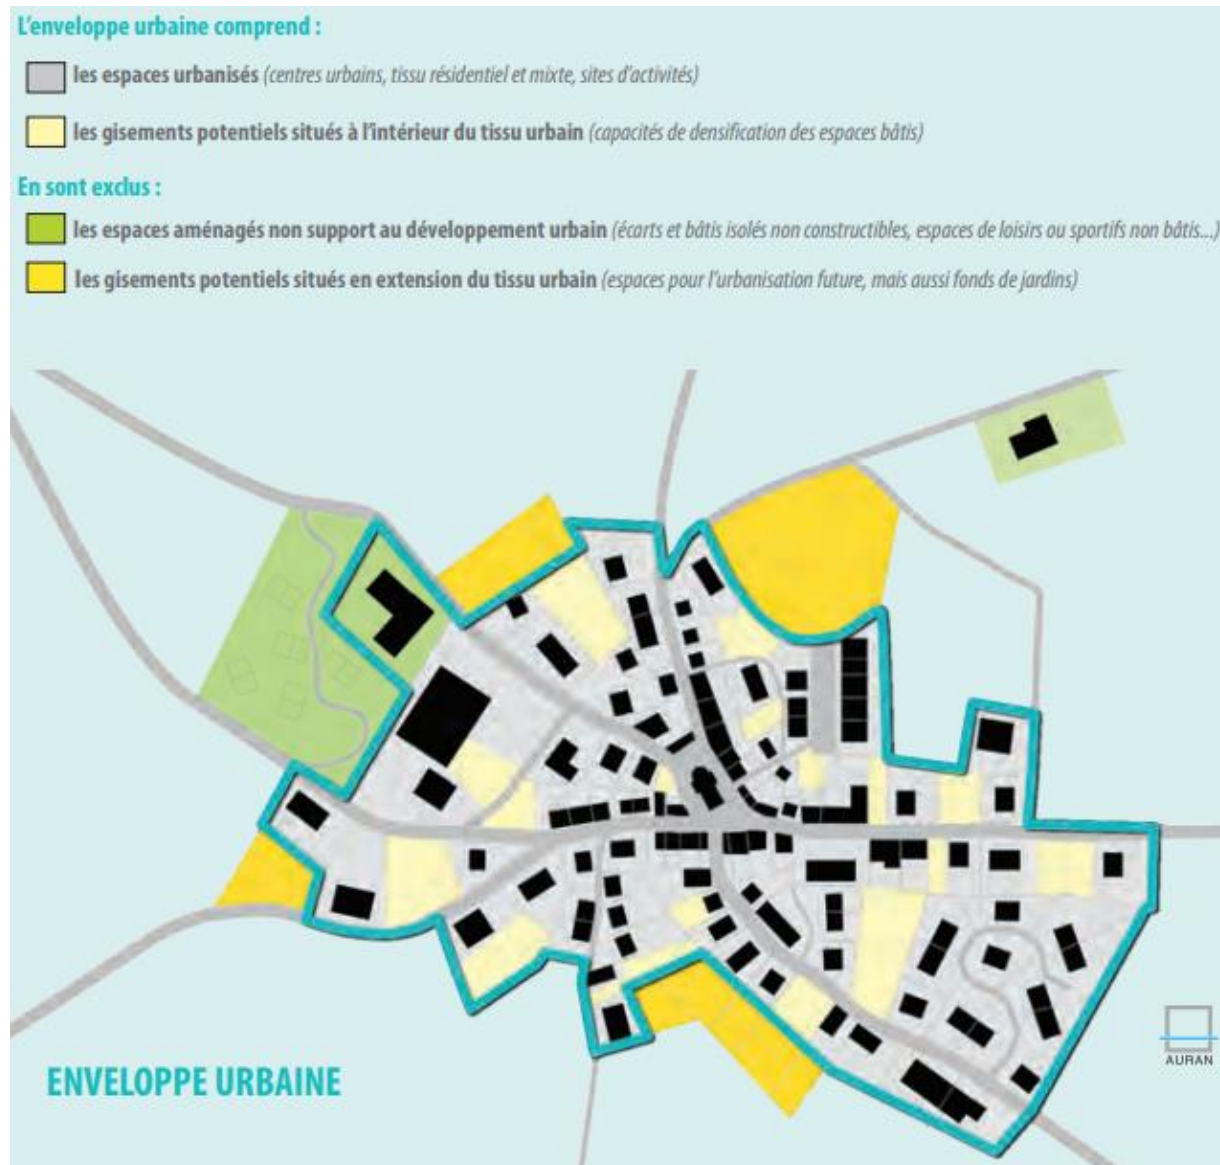 L'enveloppe urbaine comprend :
les espaces urbanisés (centres urbains, tissu résidentiel et mixte, sites d'activités)
les gisements potentiels situés à l'intérieur du tissu urbain (capacités de densification des espaces bâtis)
En sont exclus :
les espaces aménagés non support au développement urbain (écarts et bâtis isolés non constructibles, espaces de loisirs ou sportifs non bâtis...)
les gisements potentiels situés en extension du tissu urbain (espaces pour l'urbanisation future, mais aussi fonds de jardins)
ENVELOPPE URBAINE
AURAN